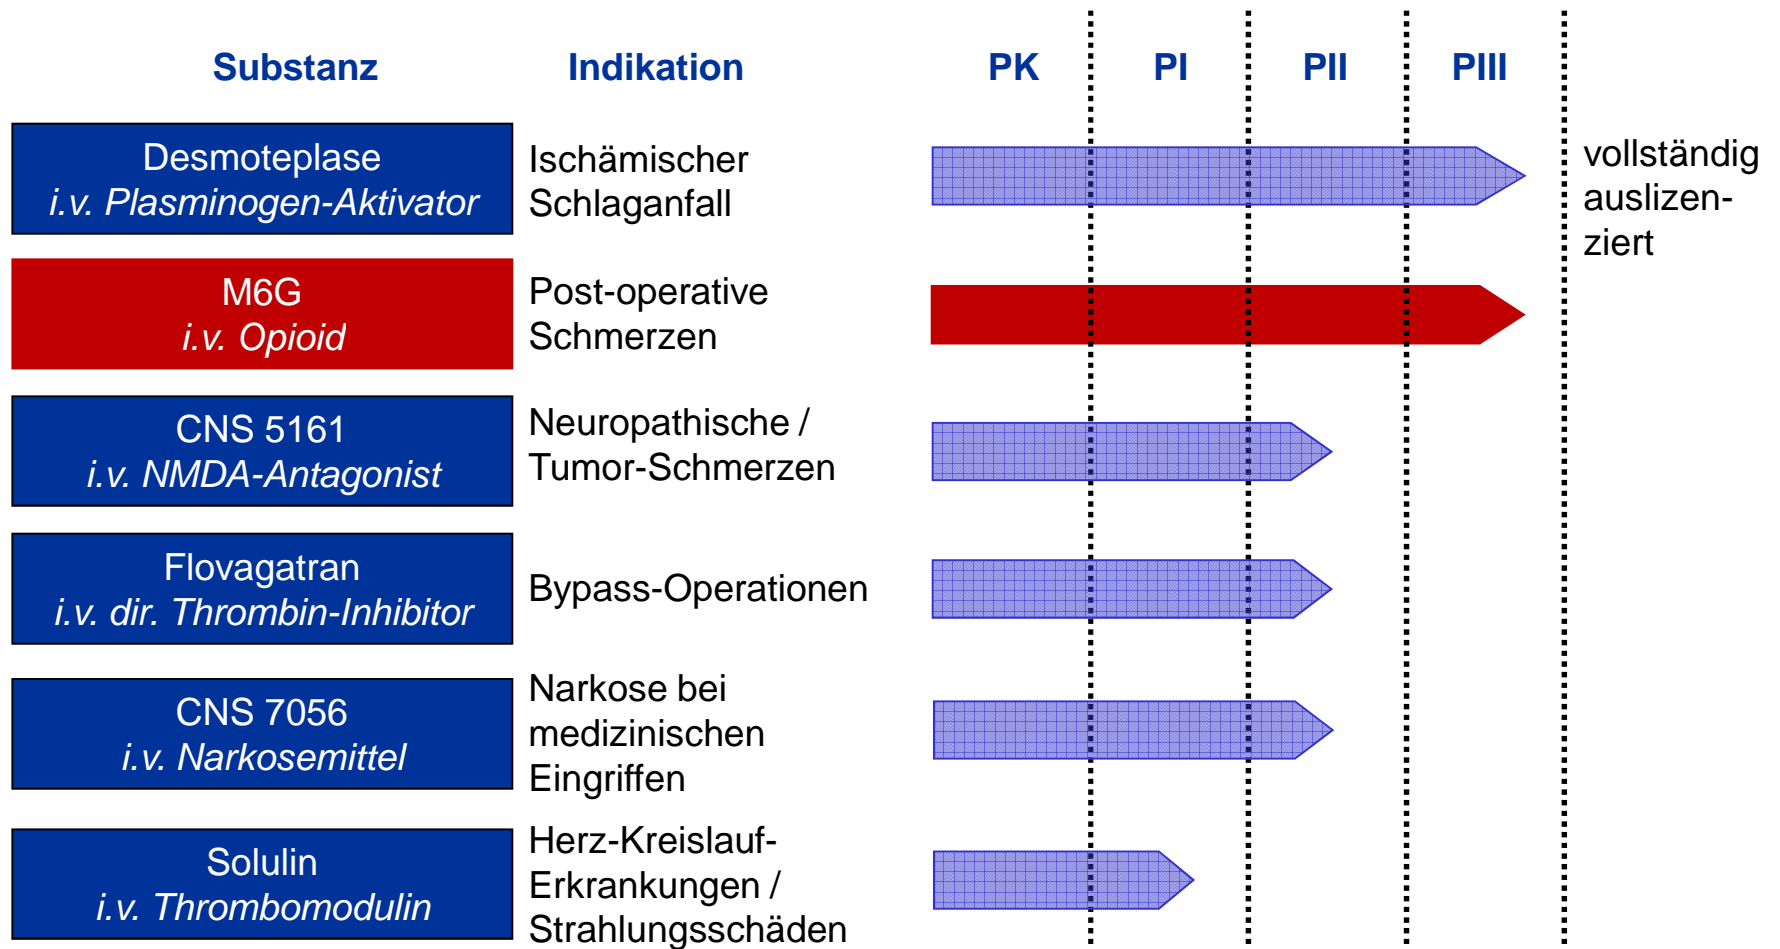 Substanz Indikation PK PI PII PIII
Desmoteplase
i.v. Plasminogen-Aktivator
Ischämischer
Schlaganfall
vollständig
auslizen-
ziert
M6G
i.v. Opioid
Post-operative
Schmerzen
CNS 5161
i.v. NMDA-Antagonist
Neuropathische /
Tumor-Schmerzen
Flovagatran
i.v. dir. Thrombin-Inhibitor
Bypass-Operationen
CNS 7056
i.v. Narkosemittel
Narkose bei
medizinischen
Eingriffen
Solulin
i.v. Thrombomodulin
Herz-Kreislauf-
Erkrankungen /
Strahlungsschäden